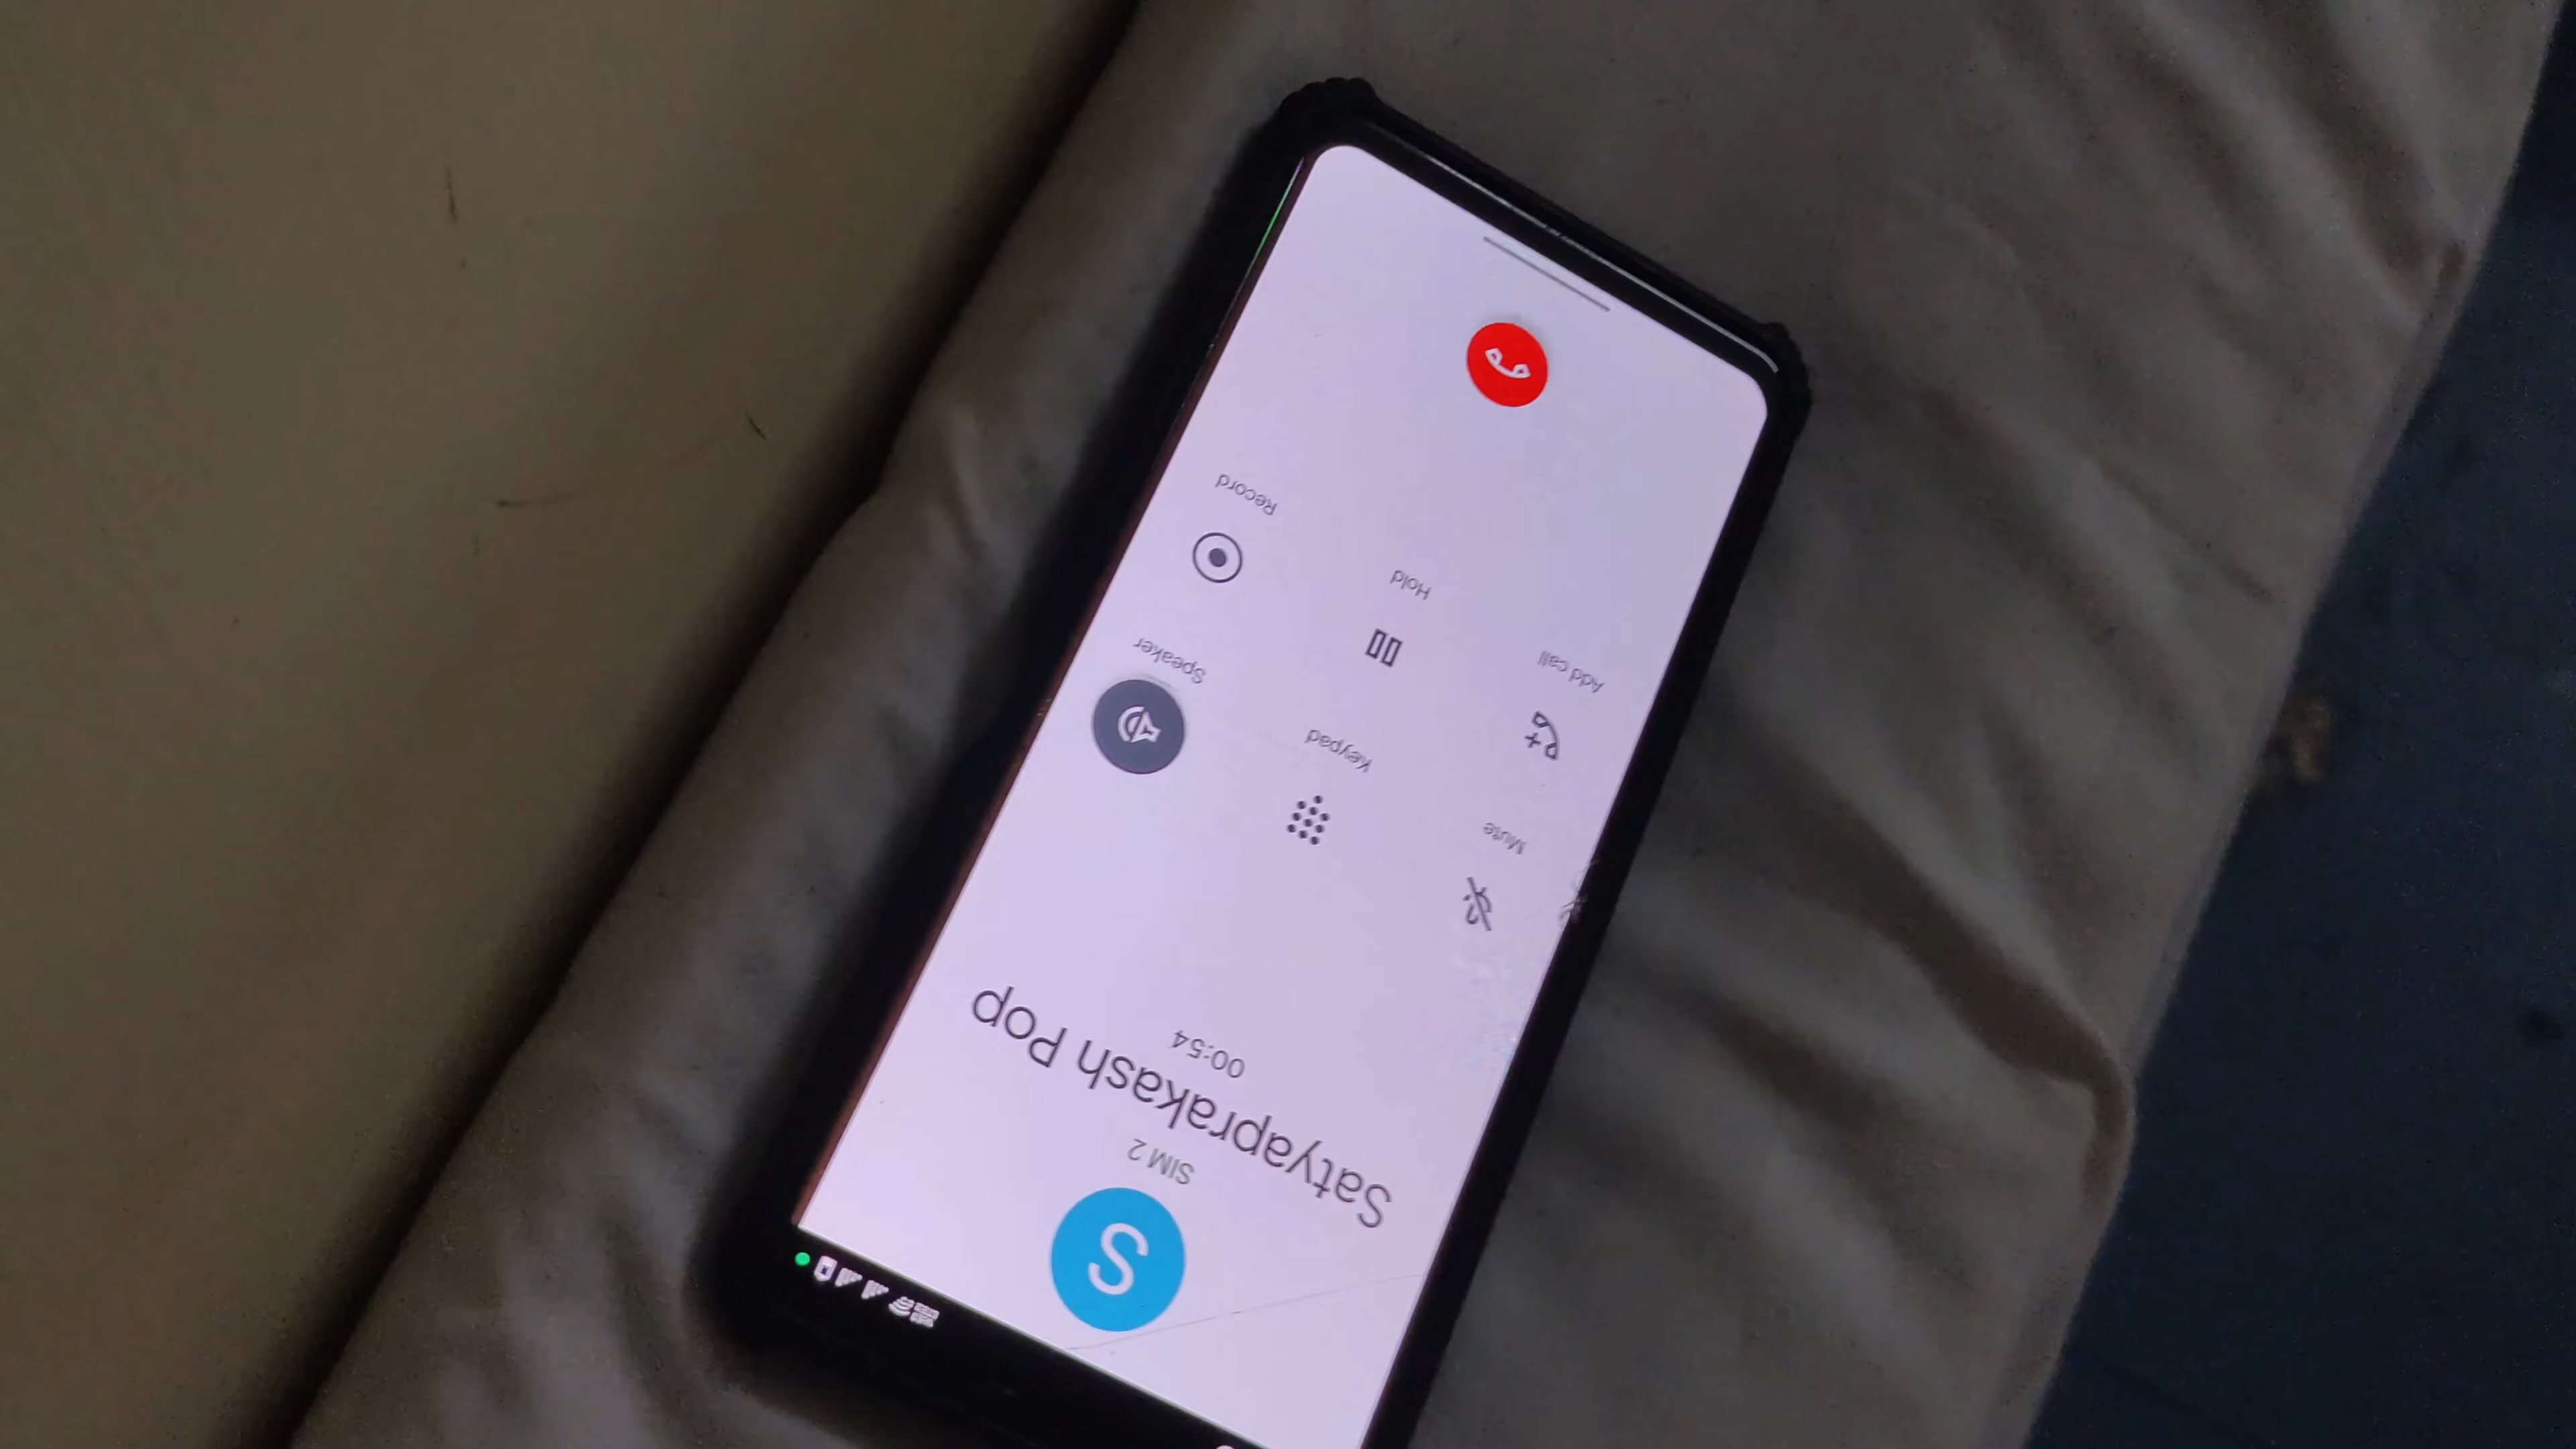 S
SIM 2
Satyaprakash Pop
00:54
Mute
Keypad
Speaker
Add call
Hold
Record